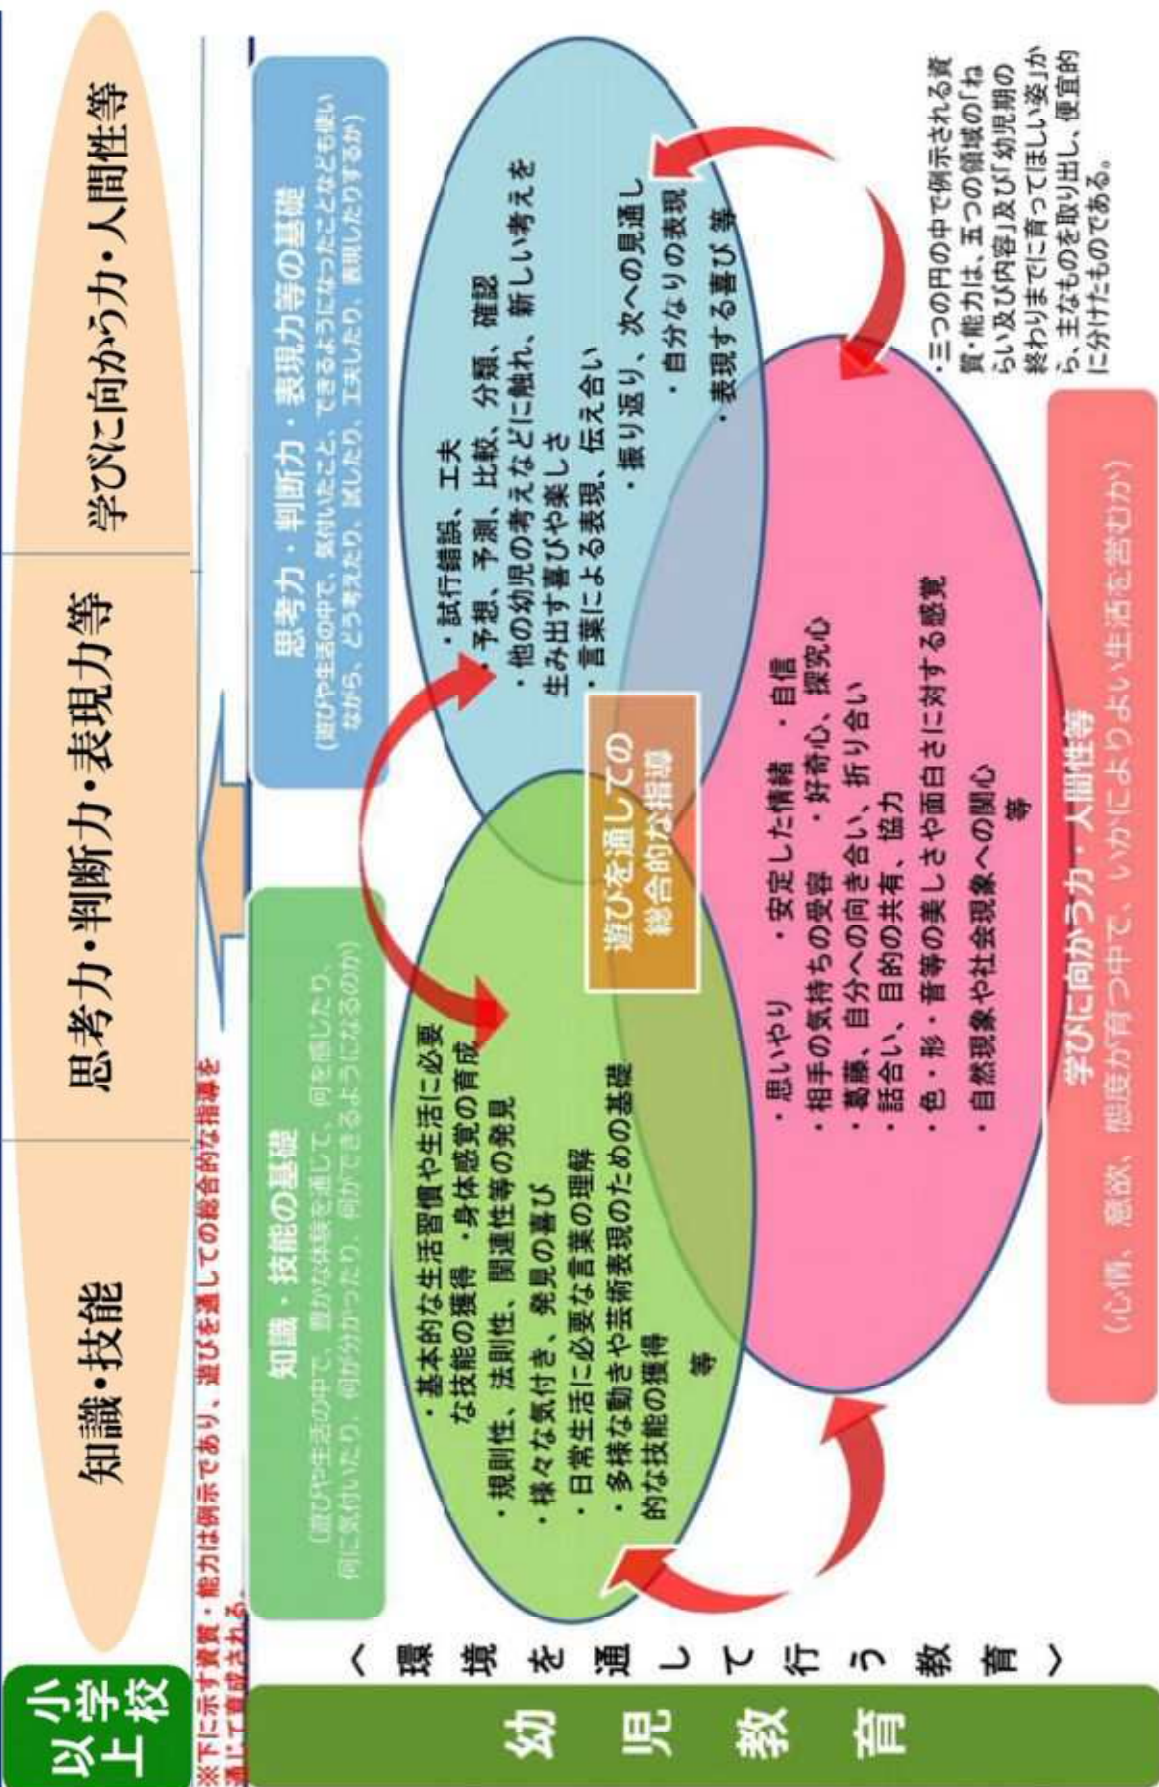 小学校
以上
知識・技能
思考力・判断力・表現力等
学びに向かう力・人間性等
※下に示す資質・能力は例示であり、遊びを通しての総合的な指導を
通じて育成される。
幼児教育
〈環境を通して行う教育〉
知識・技能の基礎
(遊びや生活の中で、豊かな体験を通じて、何を感じたり、
何に気付いたり、何が分かったり、何ができるようになるのか)
思考力・判断力・表現力等の基礎
(遊びや生活の中で、気付いたこと、できるようになったことなども使い
ながら、どう考えたり、試したり、工夫したり、表現したりするか)
・基本的な生活習慣や生活に必要
な技能の獲得 ・身体感覚の育成
・規則性、法則性、関連性等の発見
・様々な気付き、発見の喜び
・日常生活に必要な言葉の理解
・多様な動きや芸術表現のための基礎
的な技能の獲得
等
・試行錯誤、工夫
・予想、予測、比較、分類、確認
・他の幼児の考えなどに触れ、新しい考えを
生み出す喜びや楽しさ
・言葉による表現、伝え合い
・振り返り、次への見通し
・自分なりの表現
・表現する喜び 等
遊びを通しての
総合的な指導
・思いやり ・安定した情緒 ・自信
・相手の気持ちの受容 ・好奇心、探究心
・葛藤、自分への向き合い、折り合い
・話合い、目的の共有、協力
・色・形・音等の美しさや面白さに対する感覚
・自然現象や社会現象への関心
等
・三つの円の中で例示される資
質・能力は、五つの領域の「ね
らい及び内容」及び「幼児期の
終わりまでに育ってほしい姿」か
ら、主なものを取り出し、便宜的
に分けたものである。
学びに向かう力・人間性等
(心情、意欲、態度が育つ中で、いかによりよい生活を営むか)